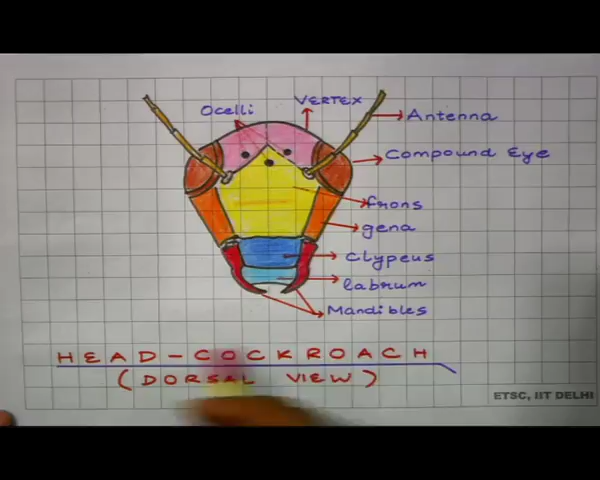 VERTEX
Ocelli
Antenna
Compound Eye
frons
gena
Clypeus
labrum
Mandibles
HEAD - COCKROACH
(DORSAL VIEW)
ETSC, IIT DELHI